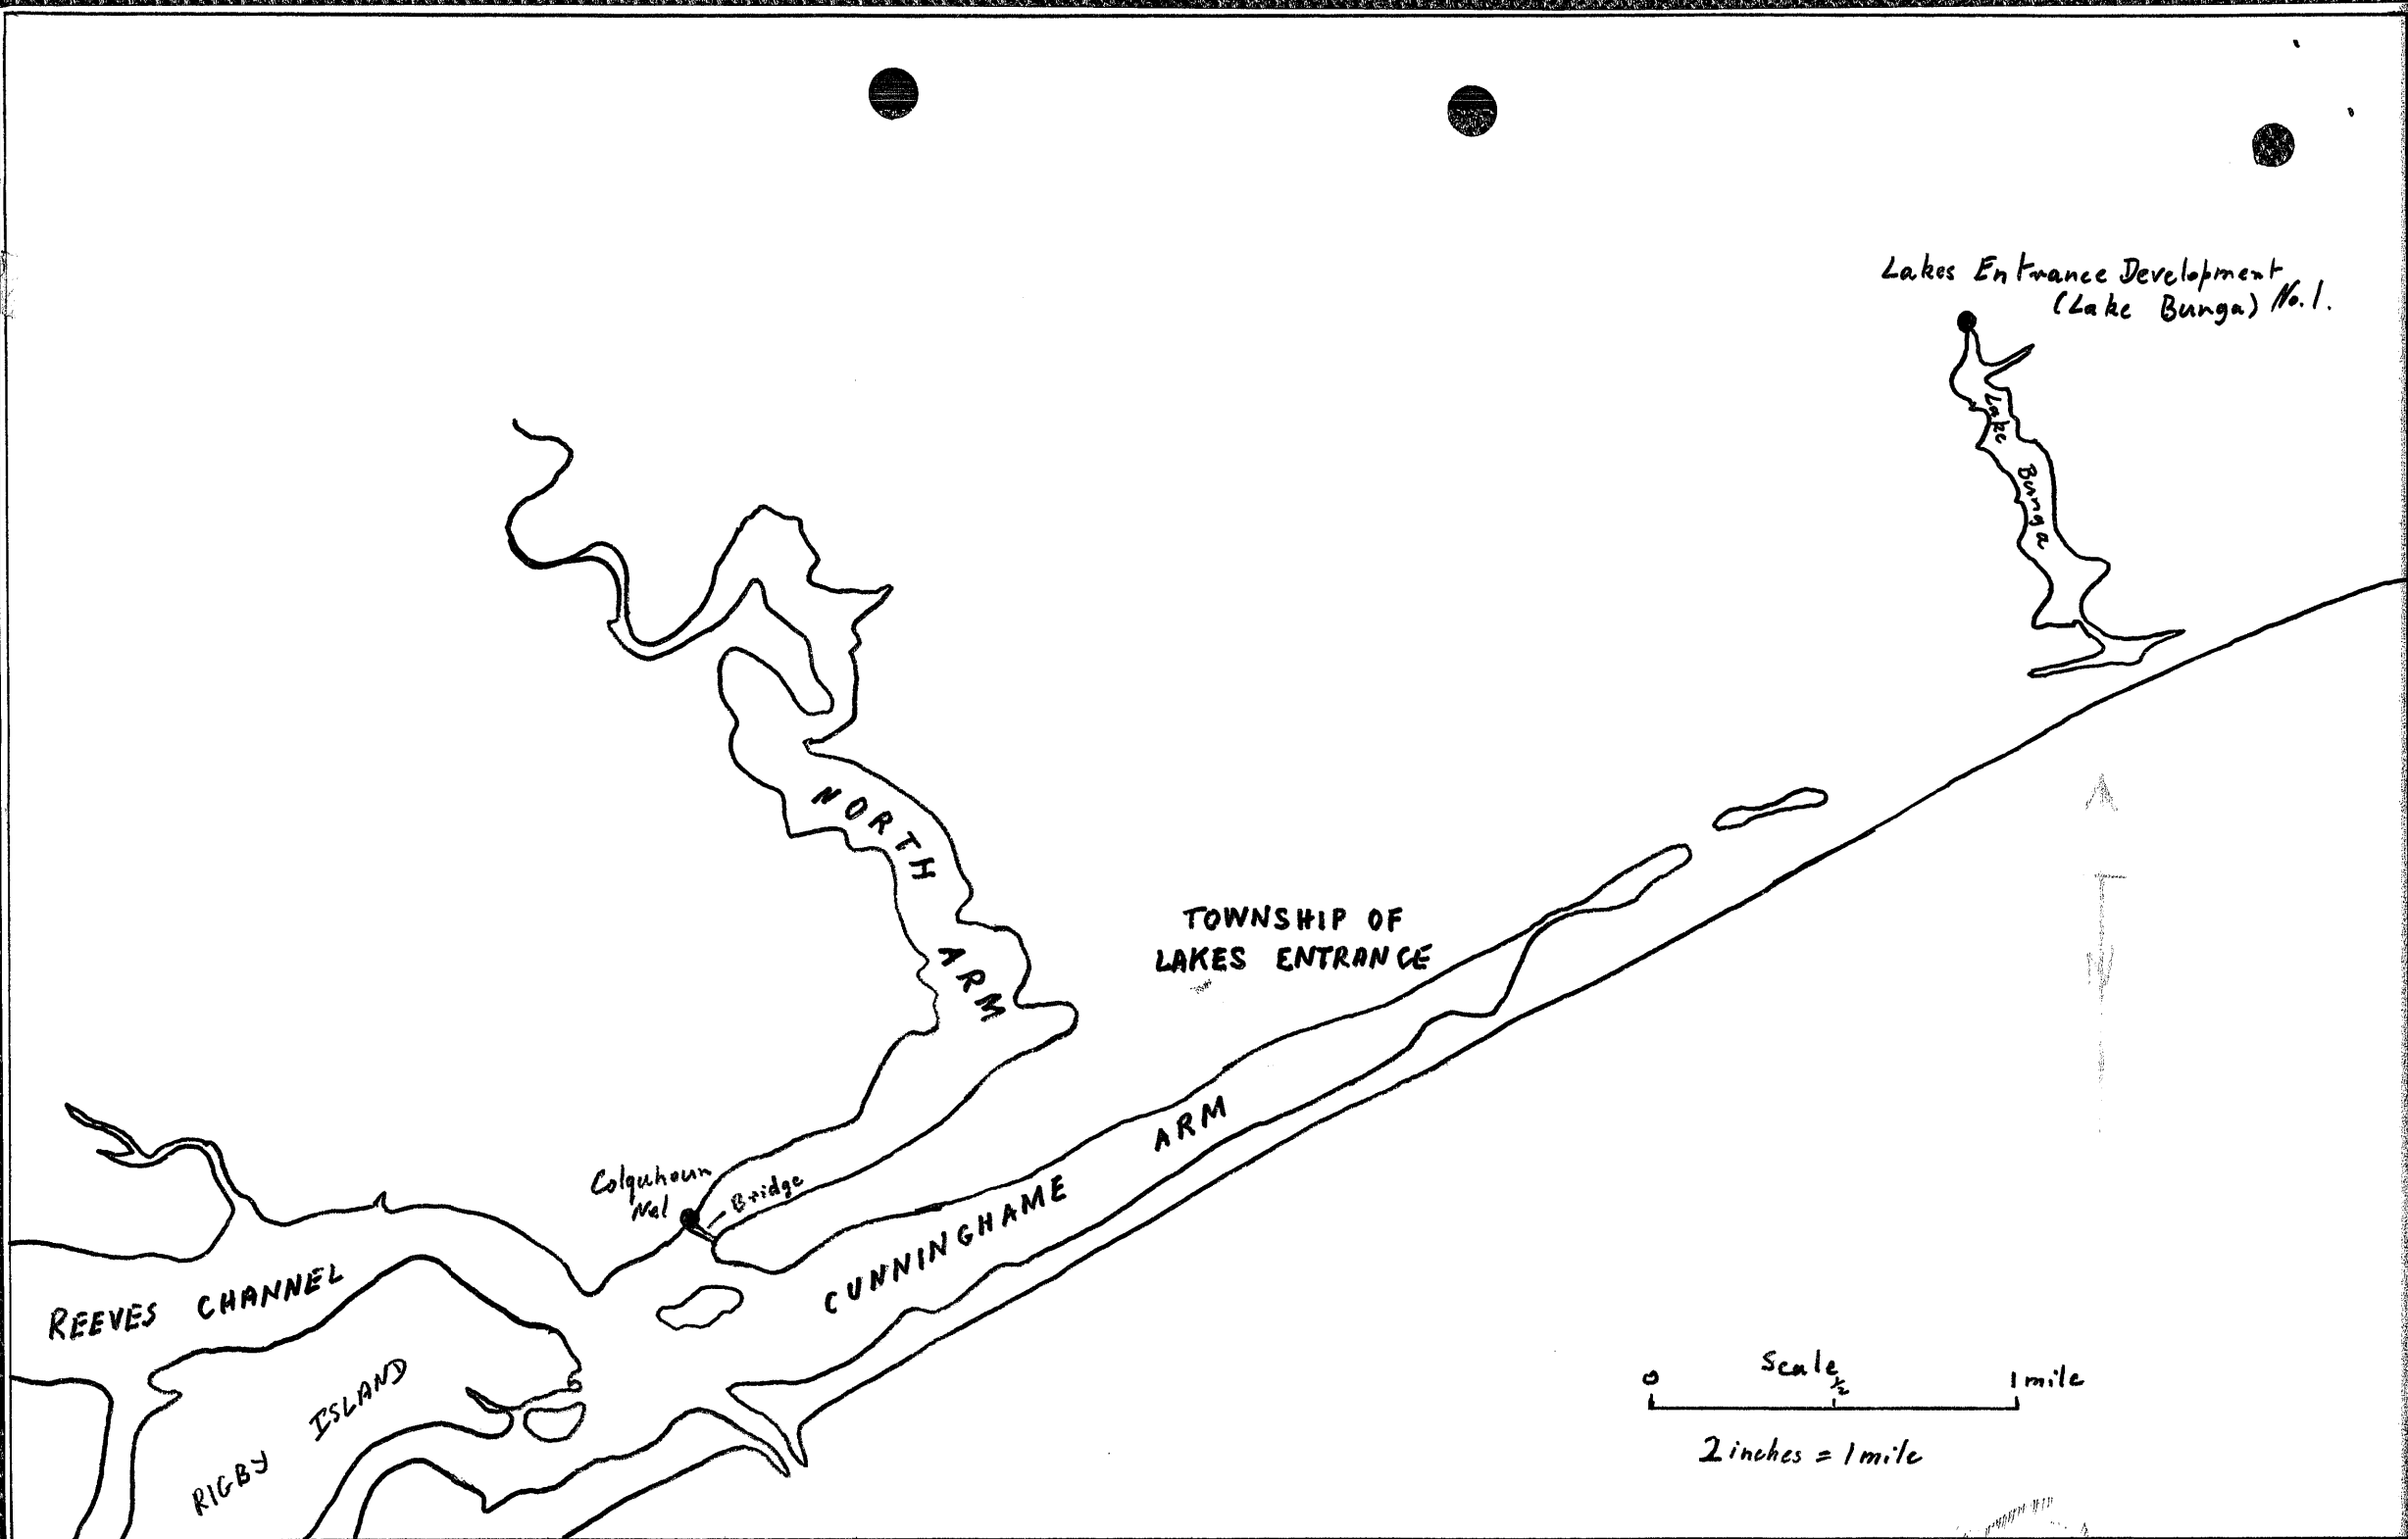 Lakes Entrance Development
(Lake Bunga) No. 1.
Lake
Bunga
NORTH
ARM
TOWNSHIP OF
LAKES ENTRANCE
ARM
CUNNINGHAME
Colquhoun
No1
Bridge
REEVES CHANNEL
RIGBY ISLAND
Scale
0 ½ 1 mile
2 inches = 1 mile